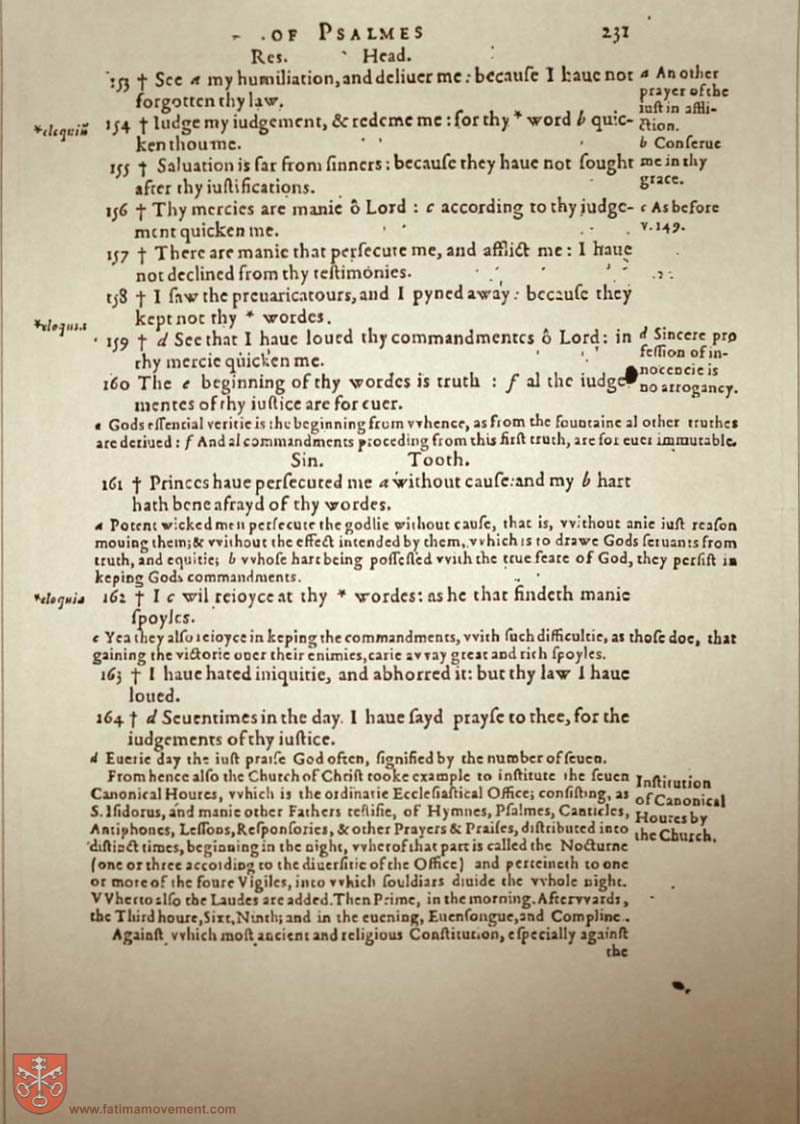 OF PSALMES 231
Res. Head.
153 † See a my humiliation, and deliuer me: becauſe I haue not
forgotten thy law.
154 † Iudge my iudgement, & redeme me: for thy * word b quic-
ken thou me.
155 † Saluation is far from ſinners: becauſe they haue not ſought
after thy iuſtifications.
156 † Thy mercies are manie ô Lord : c according to thy judge-
ment quicken me.
157 † There are manie that perſecute me, and afflict me : I haue
not declined from thy teſtimonies.
158 † I ſaw the preuaricatours, and I pyned away: becauſe they
kept not thy * wordes.
159 † d See that I haue loued thy commandmentes ô Lord: in
thy mercie quicken me.
160 The e beginning of thy wordes is truth : f al the iudge
mentes of thy iuſtice are for euer.
e Gods eſſential veritie is the beginning from vvhence, as from the fountaine al other truthes
are deriued: f And al commandments proceding from this firſt truth, are for euer immutable.
Sin. Tooth.
161 † Princes haue perſecuted me a without cauſe: and my b hart
hath bene afrayd of thy wordes.
a Potent wicked men perſecute the godlie without cauſe, that is, vvithout anie iuſt reaſon
mouing them; & vvithout the effect intended by them, vvhich is to drawe Gods ſeruants from
truth, and equitie; b vvhoſe hart being poſſeſſed vvith the true feare of God, they perſiſt in
keping Gods commandments.
162 † I c wil reioyce at thy * wordes: as he that findeth manie
ſpoyles.
c Yea they alſo reioyce in keping the commandments, vvith ſuch difficultie, as thoſe doe, that
gaining the victorie ouer their enimies, carie avvay great and rich ſpoyles.
163 † I haue hated iniquitie, and abhorred it: but thy law I haue
loued.
164 † d Seuentimes in the day. I haue ſayd prayſe to thee, for the
iudgements of thy iuſtice.
d Euerie day the iuſt praiſe God often, ſignified by the number of ſeuen.
From hence alſo the Church of Chriſt tooke example to inſtitute the ſeuen
Canonical Houres, vvhich is the ordinarie Eccleſiaſtical Office; conſiſting, as
S. Iſidorus, and manie other Fathers teſtifie, of Hymnes, Pſalmes, Canticles,
Antiphones, Leſſons, Reſponſories, & other Prayers & Praiſes, diſtributed into
diſtinct times, beginning in the night, vvherof that part is called the Nocturne
(one or three according to the diuerſitie of the Office) and perteineth to one
or more of the foure Vigiles, into vvhich ſouldiars diuide the vvhole night.
VVherto alſo the Laudes are added. Then Prime, in the morning. Aftervvards,
the Third houre, Sixt, Ninth; and in the euening, Euenſongue, and Compline.
Againſt vvhich moſt ancient and religious Conſtitution, eſpecially againſt
the
*eloquiũ
*eloquia
*eloquia
a An other
prayer of the
iuſt in affli-
ction.
b Conſerue
me in thy
grace.
c As before
v. 149.
d Sincere pro
feſſion of in-
nocencie is
no arrogancy.
Inſtitution
of Canonical
Houres by
the Church.
www.fatimamovement.com